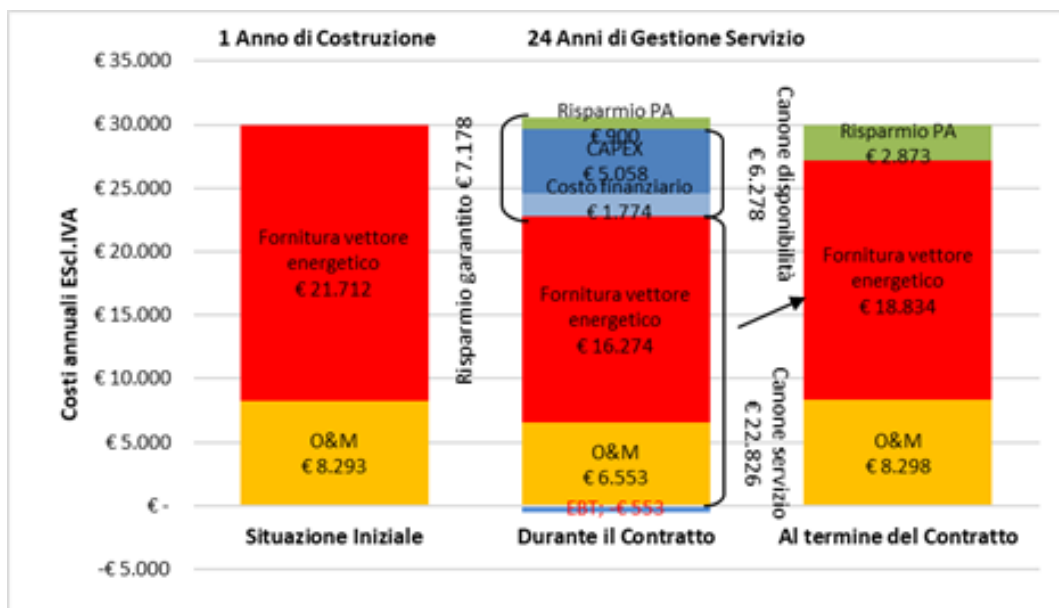 1 Anno di Costruzione
24 Anni di Gestione Servizio
Costi annuali EScl.IVA
€ 35.000
€ 30.000
€ 25.000
€ 20.000
€ 15.000
€ 10.000
€ 5.000
€ -
-€ 5.000
Fornitura vettore
energetico
€ 21.712
O&M
€ 8.293
Situazione Iniziale
Risparmio garantito € 7.178
Risparmio PA
€ 900
CAPEX
€ 5.058
Costo finanziario
€ 1.774
Fornitura vettore
energetico
€ 16.274
O&M
€ 6.553
EBT; -€ 553
Durante il Contratto
Canone disponibilità
€ 6.278
Canone servizio
€ 22.826
Risparmio PA
€ 2.873
Fornitura vettore
energetico
€ 18.834
O&M
€ 8.298
Al termine del Contratto